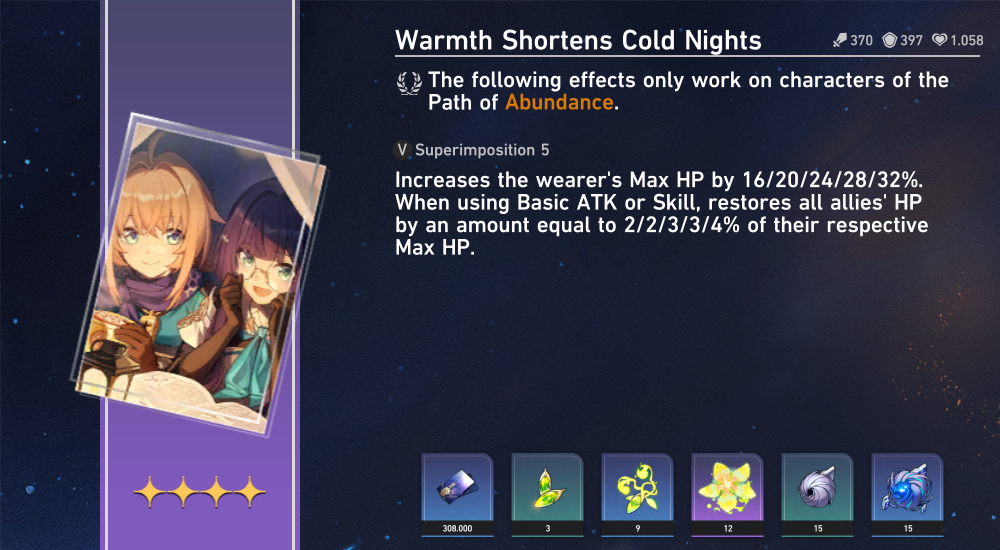 Warmth Shortens Cold Nights
370 397 1.058
The following effects only work on characters of the
Path of Abundance.
V Superimposition 5
Increases the wearer's Max HP by 16/20/24/28/32%.
When using Basic ATK or Skill, restores all allies' HP
by an amount equal to 2/2/3/3/4% of their respective
Max HP.
308.000 3 9 12 15 15